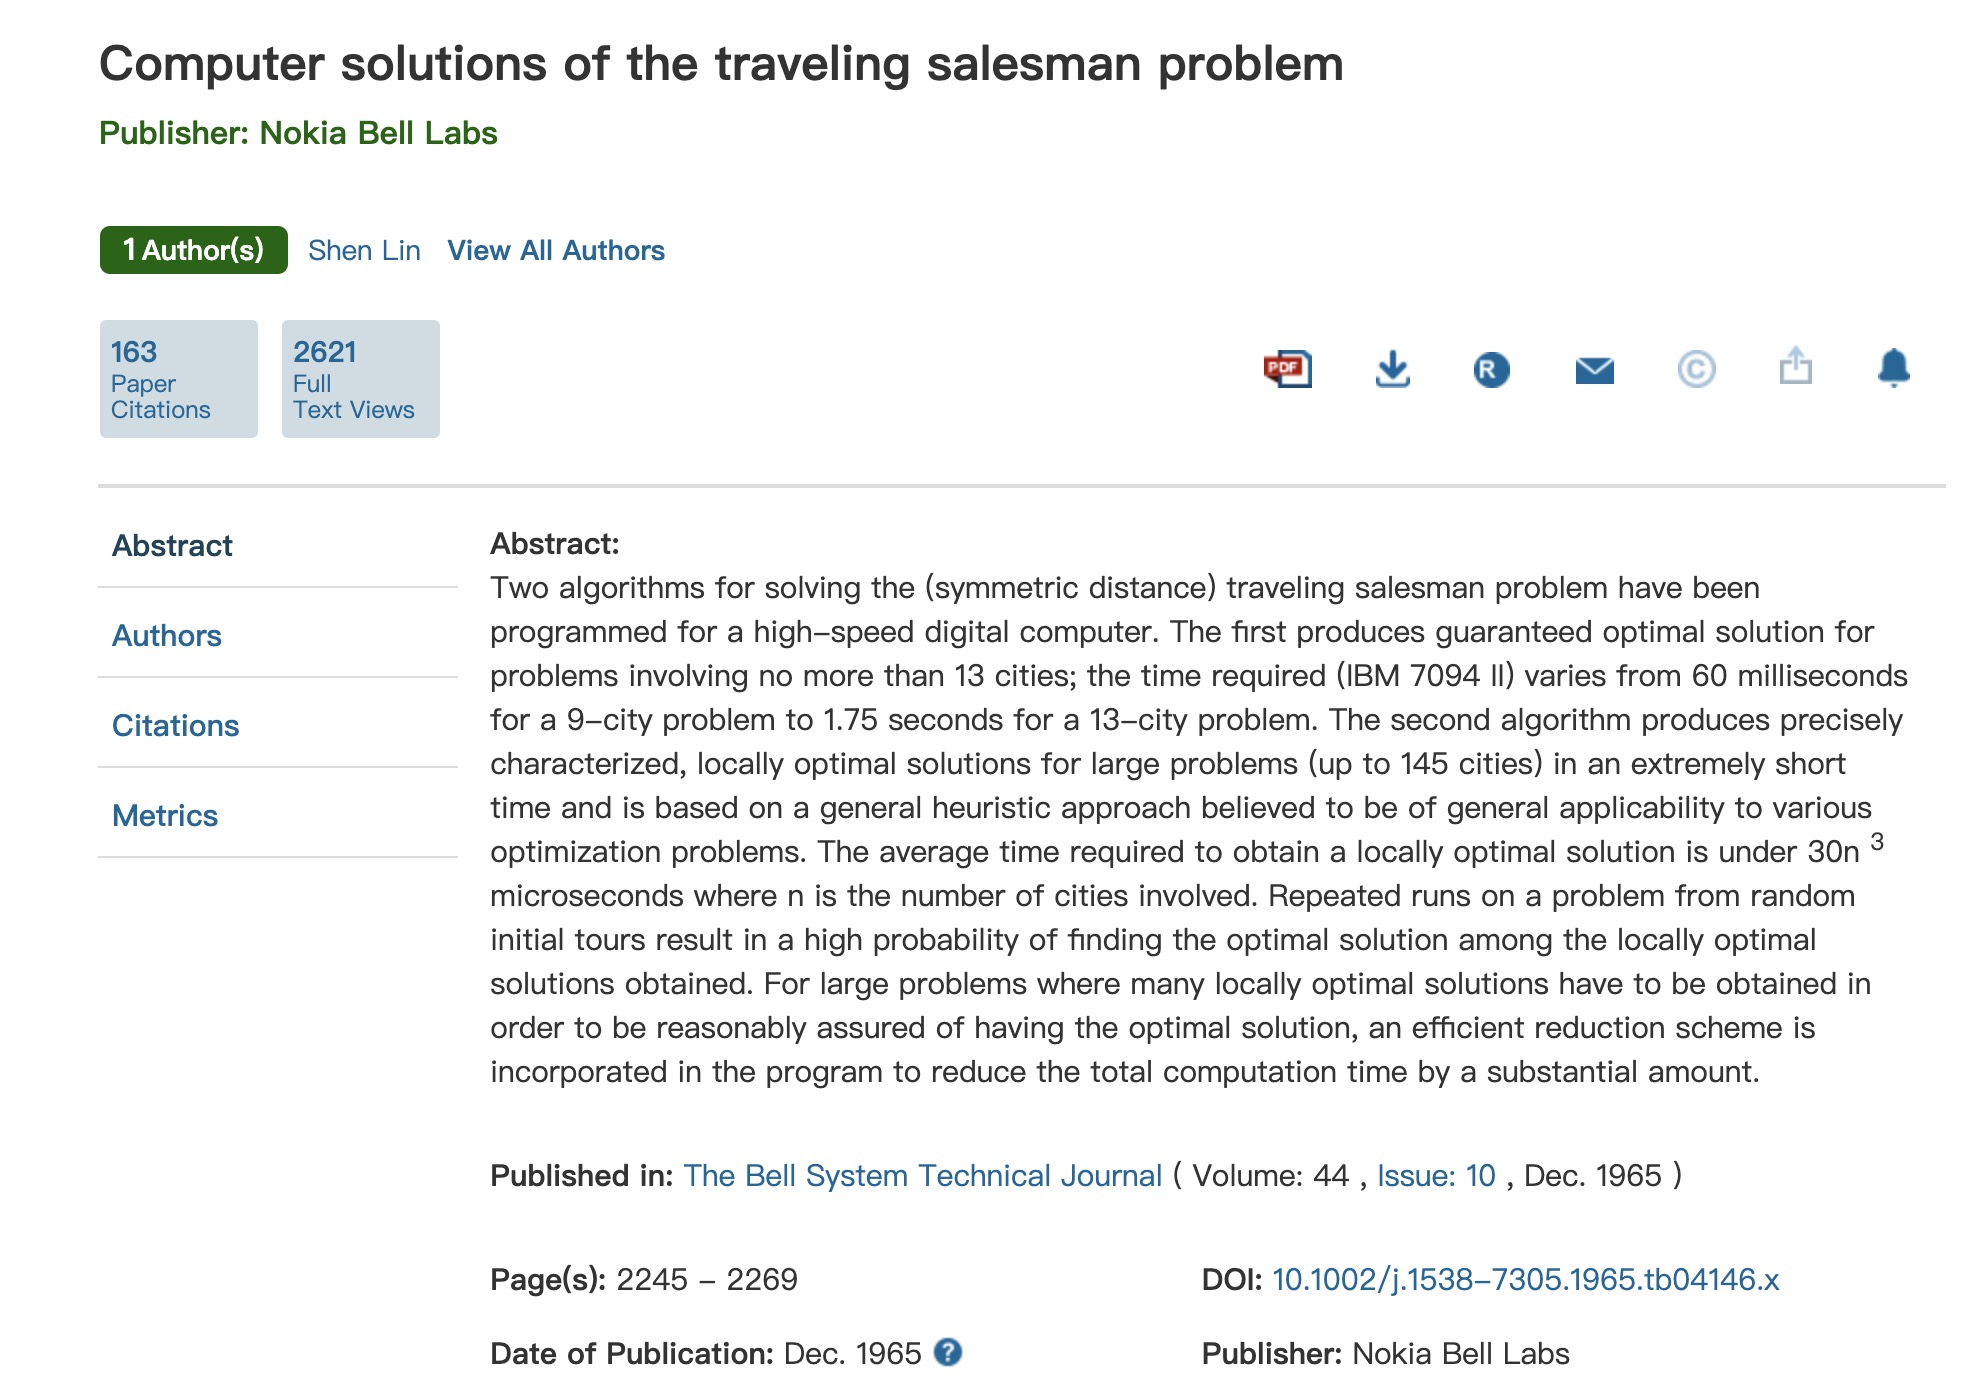 Computer solutions of the traveling salesman problem
Publisher: Nokia Bell Labs
1 Author(s) Shen Lin View All Authors
163
Paper
Citations
2621
Full
Text Views
PDF
R
C
Abstract
Authors
Citations
Metrics
Abstract:
Two algorithms for solving the (symmetric distance) traveling salesman problem have been
programmed for a high–speed digital computer. The first produces guaranteed optimal solution for
problems involving no more than 13 cities; the time required (IBM 7094 II) varies from 60 milliseconds
for a 9–city problem to 1.75 seconds for a 13–city problem. The second algorithm produces precisely
characterized, locally optimal solutions for large problems (up to 145 cities) in an extremely short
time and is based on a general heuristic approach believed to be of general applicability to various
optimization problems. The average time required to obtain a locally optimal solution is under 30n ³
microseconds where n is the number of cities involved. Repeated runs on a problem from random
initial tours result in a high probability of finding the optimal solution among the locally optimal
solutions obtained. For large problems where many locally optimal solutions have to be obtained in
order to be reasonably assured of having the optimal solution, an efficient reduction scheme is
incorporated in the program to reduce the total computation time by a substantial amount.
Published in: The Bell System Technical Journal ( Volume: 44 , Issue: 10 , Dec. 1965 )
Page(s): 2245 – 2269
DOI: 10.1002/j.1538–7305.1965.tb04146.x
Date of Publication: Dec. 1965 ?
Publisher: Nokia Bell Labs